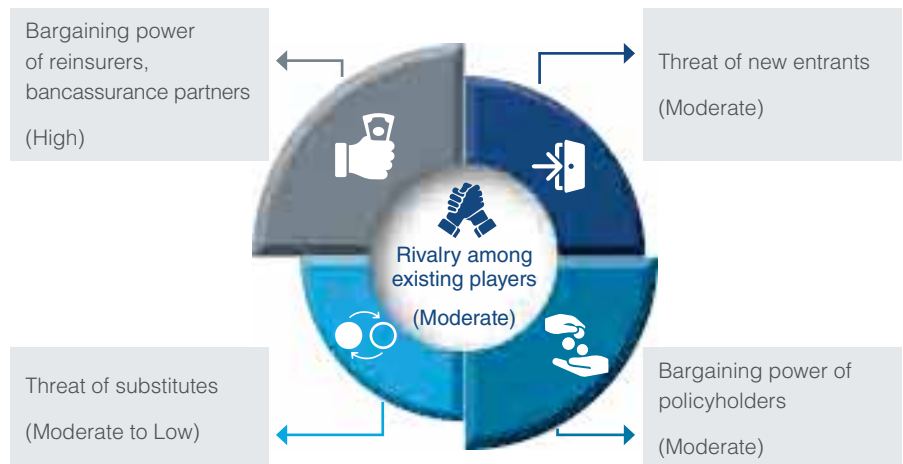 Bargaining power
of reinsurers,
bancassurance partners
(High)
Threat of new entrants
(Moderate)
Rivalry among
existing players
(Moderate)
Threat of substitutes
(Moderate to Low)
Bargaining power of
policyholders
(Moderate)